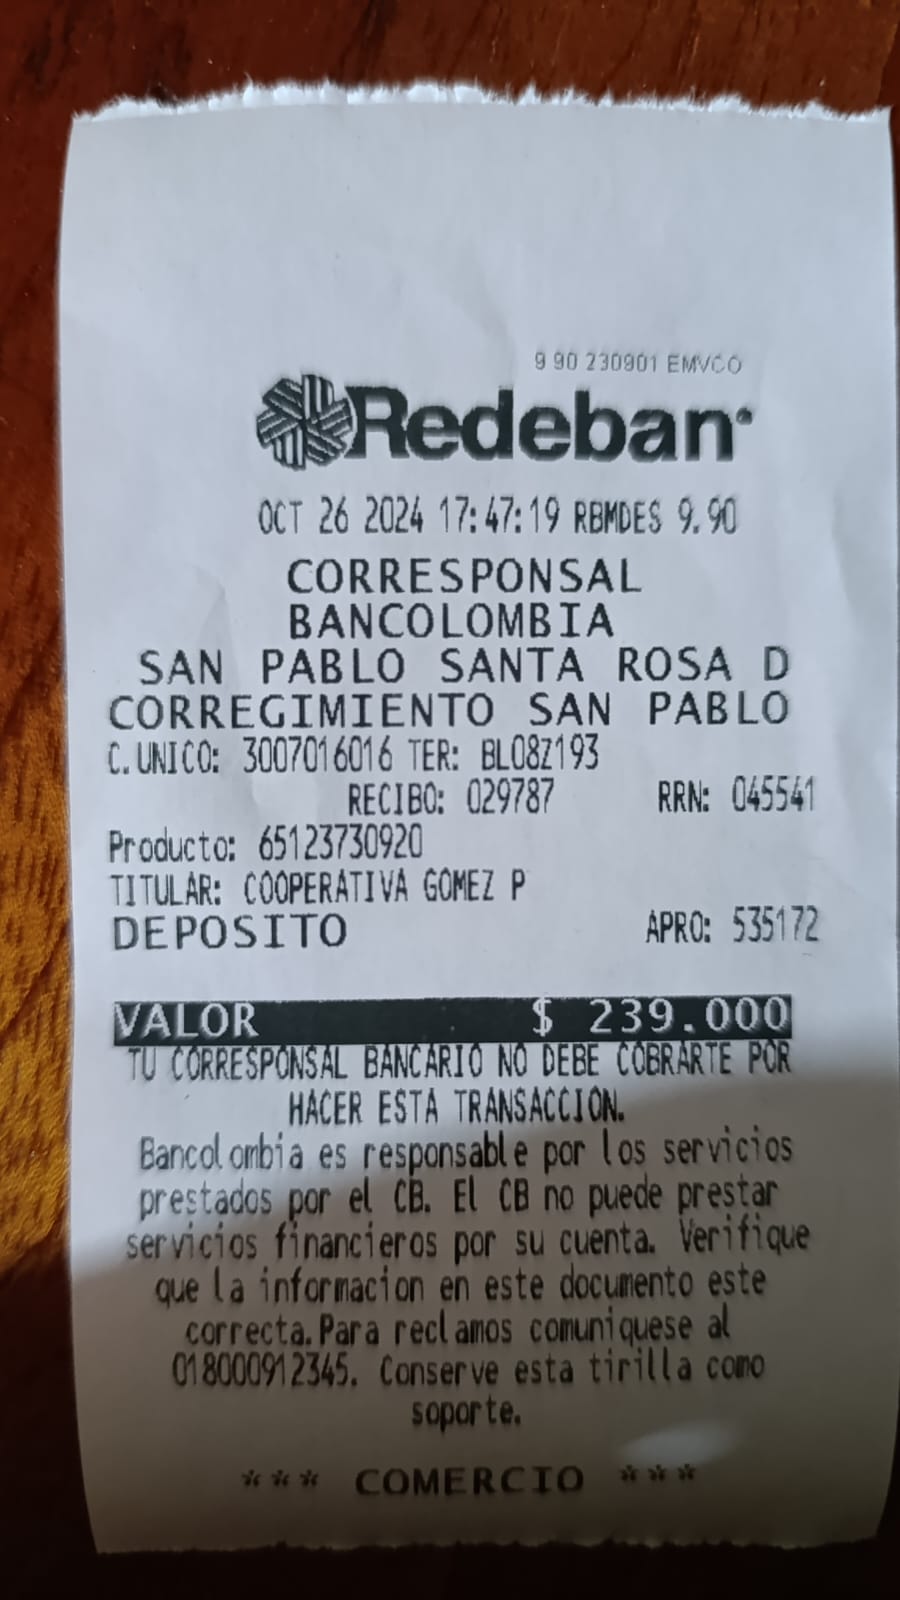 9 90 230901 EMVCO
Redeban
OCT 26 2024 17:47:19 RBMDES 9.90
CORRESPONSAL
BANCOLOMBIA
SAN PABLO SANTA ROSA D
CORREGIMIENTO SAN PABLO
C.UNICO: 3007016016 TER: BL08Z193
RECIBO: 029787 RRN: 045541
Producto: 65123730920
TITULAR: COOPERATIVA GOMEZ P
DEPOSITO APRO: 535172
VALOR $ 239.000
TU CORRESPONSAL BANCARIO NO DEBE COBRARTE POR
HACER ESTA TRANSACCION.
Bancolombia es responsable por los servicios
prestados por el CB. El CB no puede prestar
servicios financieros por su cuenta. Verifique
que la informacion en este documento este
correcta.Para reclamos comuniquese al
018000912345. Conserve esta tirilla como
soporte.
*** COMERCIO ***